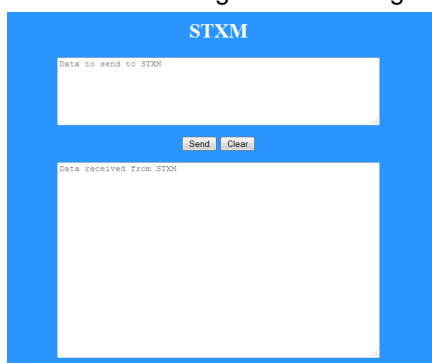 STXM
Data to send to STXM
Send Clear
Data received from STXM